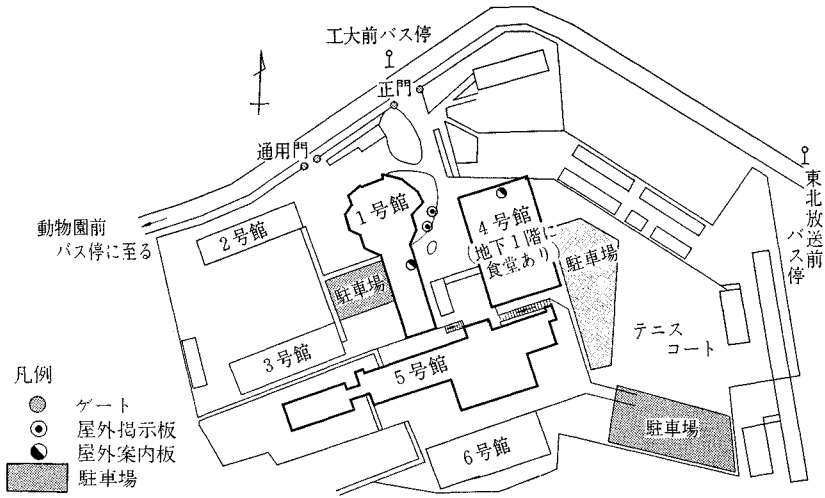 工大前バス停
正門
通用門
動物園前
バス停に至る
2号館
1号館
4号館
(地下1階に
食堂あり)
駐車場
東北放送前
バス停
駐車場
3号館
5号館
テニス
コート
6号館
駐車場
凡例
ゲート
屋外掲示板
屋外案内板
駐車場